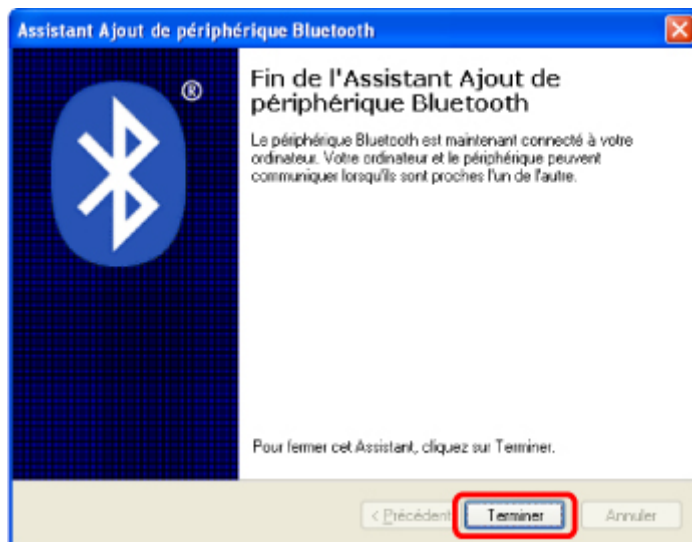 Assistant Ajout de périphérique Bluetooth
®
Fin de l'Assistant Ajout de
périphérique Bluetooth
Le périphérique Bluetooth est maintenant connecté à votre
ordinateur. Votre ordinateur et le périphérique peuvent
communiquer lorsqu'ils sont proches l'un de l'autre.
Pour fermer cet Assistant, cliquez sur Terminer.
< Précédent Terminer Annuler